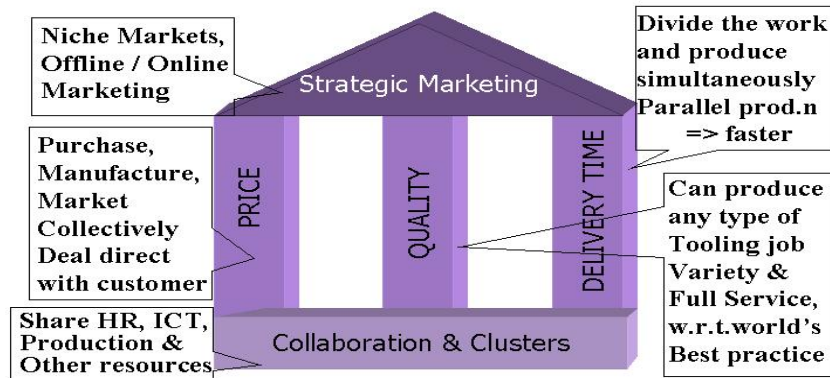 Niche Markets,
Offline / Online
Marketing
Strategic Marketing
Divide the work
and produce
simultaneously
Parallel prod.n
=> faster
Purchase,
Manufacture,
Market
Collectively
Deal direct
with customer
PRICE
QUALITY
DELIVERY TIME
Can produce
any type of
Tooling job
Variety &
Full Service,
w.r.t.world's
Best practice
Share HR, ICT,
Production &
Other resources
Collaboration & Clusters